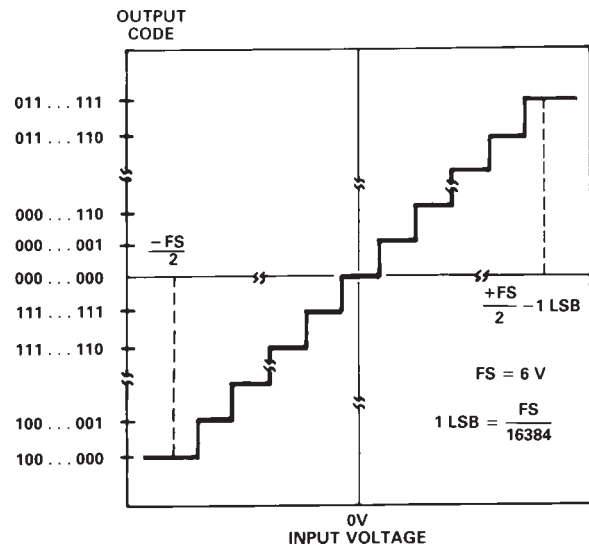 OUTPUT
CODE
011 . . . 111
011 . . . 110
000 . . . 110
000 . . . 001
000 . . . 000
111 . . . 111
111 . . . 110
100 . . . 001
100 . . . 000
−FS
2
+FS
2
−1 LSB
FS = 6 V
1 LSB =
FS
16384
0V
INPUT VOLTAGE